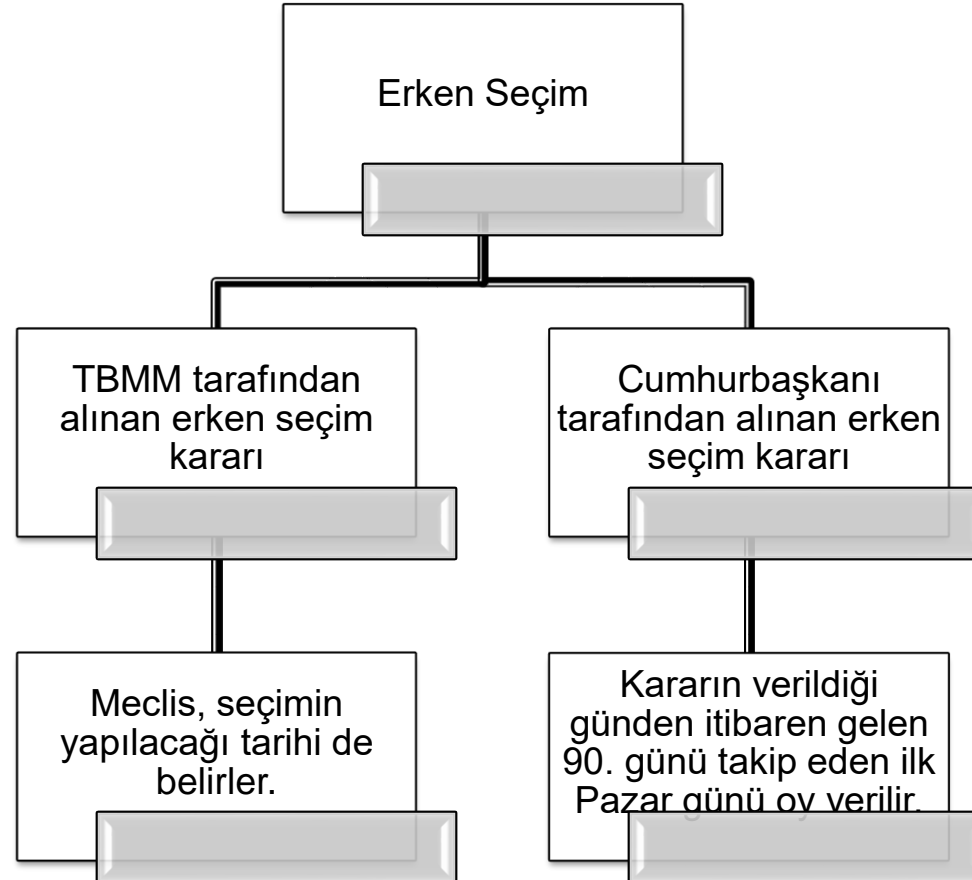 Erken Seçim
TBMM tarafından
alınan erken seçim
kararı
Cumhurbaşkanı
tarafından alınan erken
seçim kararı
Meclis, seçimin
yapılacağı tarihi de
belirler.
Kararın verildiği
günden itibaren gelen
90. günü takip eden ilk
Pazar günü oy verilir.